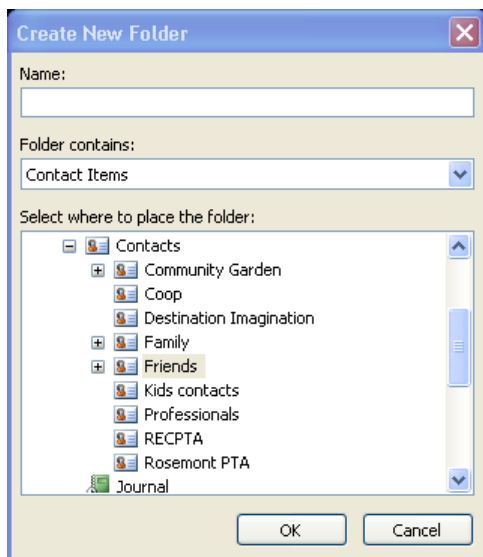 Create New Folder
Name:
Folder contains:
Contact Items
Select where to place the folder:
Contacts
Community Garden
Coop
Destination Imagination
Family
Friends
Kids contacts
Professionals
RECPTA
Rosemont PTA
Journal
OK Cancel